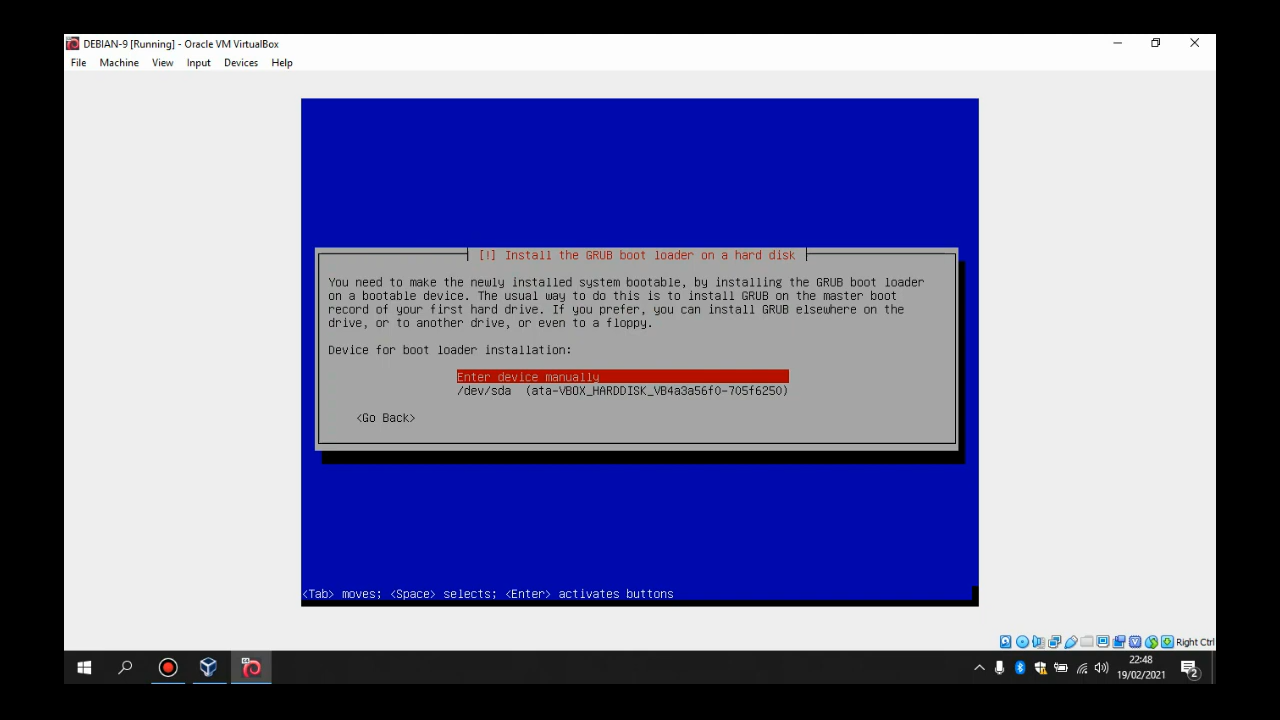 DEBIAN-9 [Running] - Oracle VM VirtualBox
File Machine View Input Devices Help
[!] Install the GRUB boot loader on a hard disk
You need to make the newly installed system bootable, by installing the GRUB boot loader
on a bootable device. The usual way to do this is to install GRUB on the master boot
record of your first hard drive. If you prefer, you can install GRUB elsewhere on the
drive, or to another drive, or even to a floppy.
Device for boot loader installation:
Enter device manually
/dev/sda (ata-VBOX_HARDDISK_VB4a3a56f0-705f6250)
<Go Back>
<Tab> moves; <Space> selects; <Enter> activates buttons
Right Ctrl
22:48
19/02/2021
2